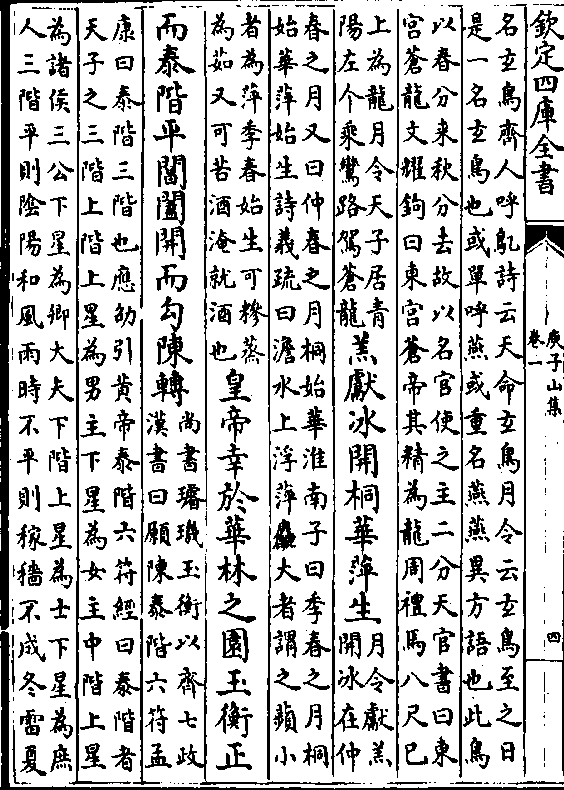 欽定四庫全書
庾子山集
卷一
四
名玄鳥齊人呼鳦詩云天命玄鳥月令云玄鳥至之日
是一名玄鳥也或單呼燕或重名燕燕異方語也此鳥
以春分来秋分去故以名官使之主二分天官書曰東
宮蒼龍文耀鉤曰東宮蒼帝其精為龍周禮馬八尺已
上為龍月令天子居青
陽左个乘鸞路駕蒼龍
羔獻冰開桐華萍生
月令獻羔
開冰在仲
春之月又曰仲春之月桐始華淮南子曰季春之月桐
始華萍始生詩義疏曰澹水上浮萍麤大者謂之蘋小
者為萍季春始生可糝蒸
為茹又可苦酒淹就酒也
皇帝幸於華林之園玉衡正
而泰階平閶闔開而勾陳轉
尚書璿璣玉衡以齊七政
漢書曰願陳泰階六符孟
康曰泰階三階也應劭引黃帝泰階六符經曰泰階者
天子之三階上階上星為男主下星為女主中階上星
為諸侯三公下星為卿大夫下階上星為士下星為庶
人三階平則陰陽和風雨時不平則稼穡不成冬雷夏